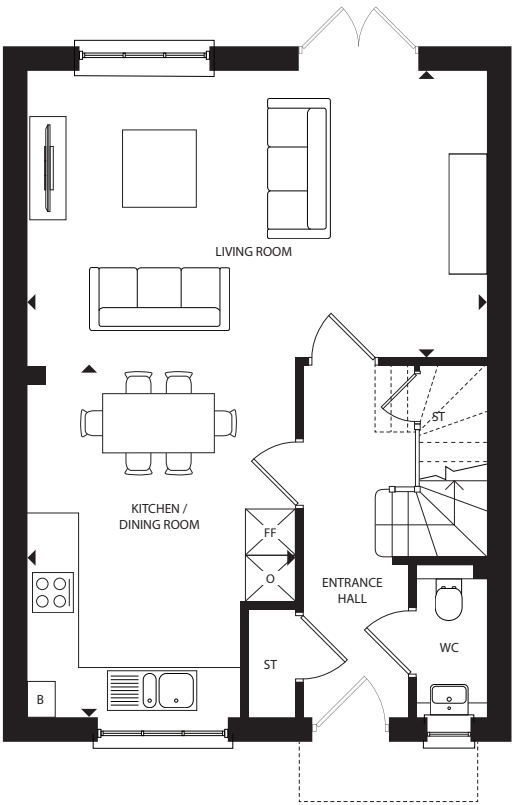 LIVING ROOM
ST
KITCHEN /
DINING ROOM
FF
O
ENTRANCE
HALL
WC
ST
B